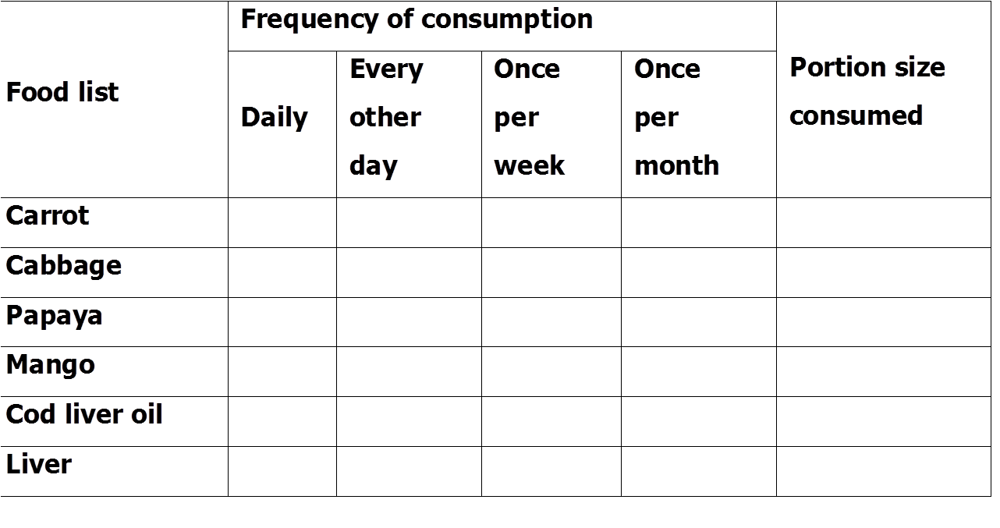 Frequency of consumption
Food list
Daily
Every
other
day
Once
per
week
Once
per
month
Portion size
consumed
Carrot
Cabbage
Papaya
Mango
Cod liver oil
Liver